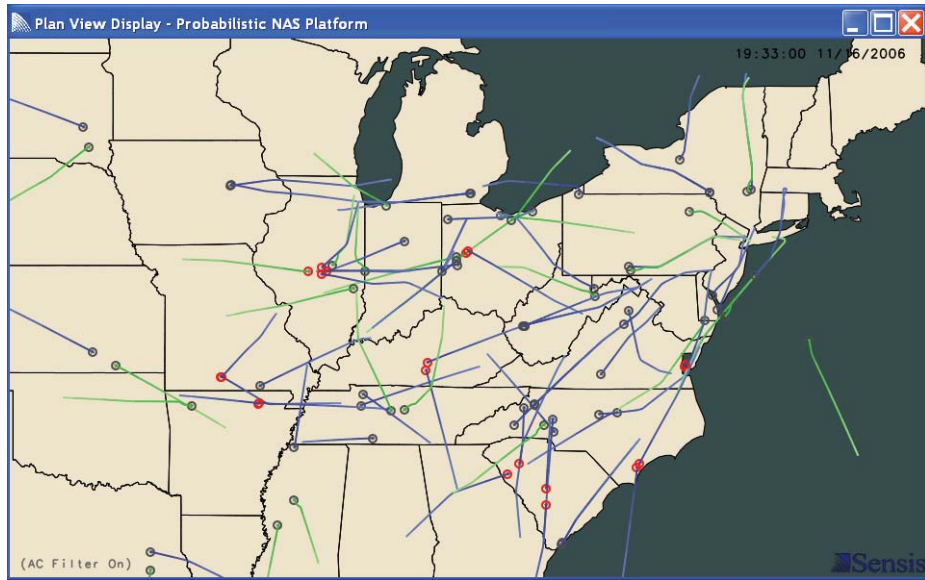 Plan View Display - Probabilistic NAS Platform
19:33:00 11/16/2006
(AC Filter On)
Sensis